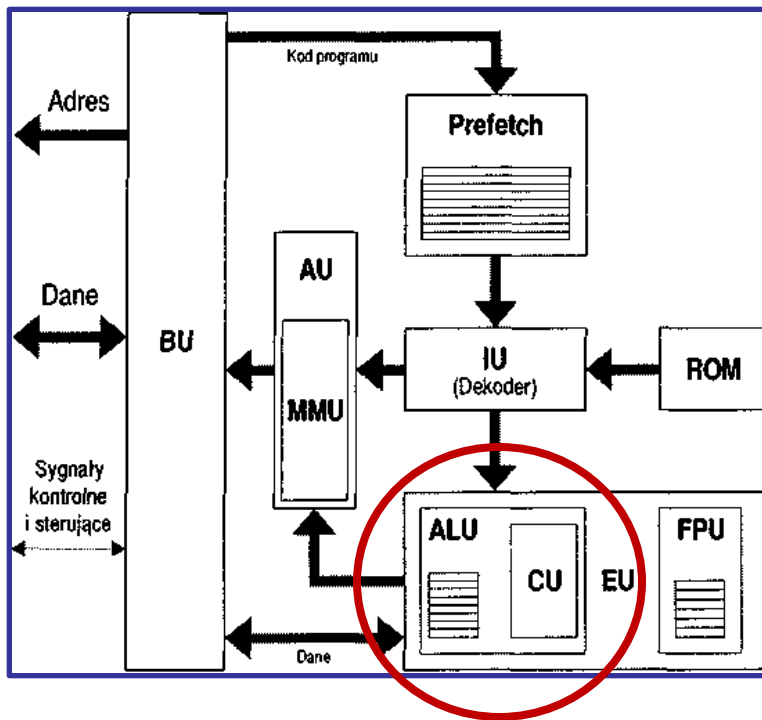 Kod programu
Adres
Prefetch
AU
Dane
BU
IU
(Dekoder)
ROM
MMU
Sygnały
kontrolne
i sterujące
ALU
CU
EU
FPU
Dane